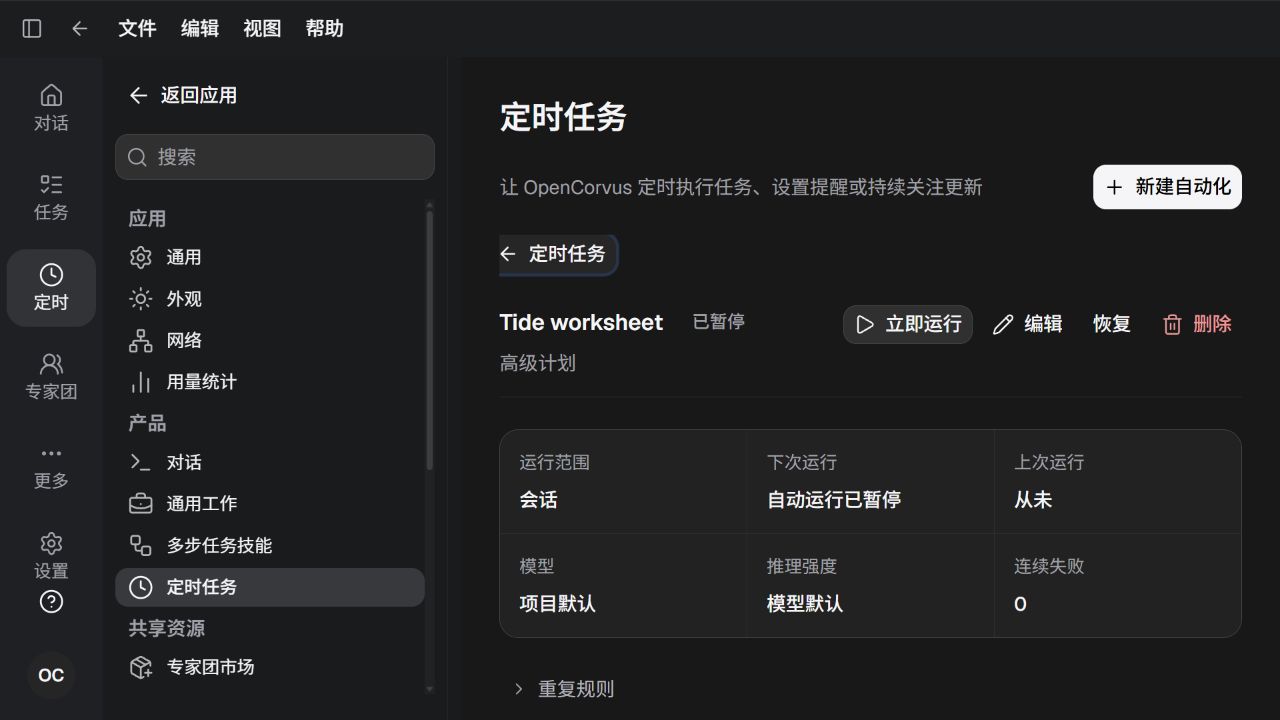 文件 编辑 视图 帮助
对话
任务
定时
专家团
更多
设置
OC
返回应用
搜索
应用
通用
外观
网络
用量统计
产品
对话
通用工作
多步任务技能
定时任务
共享资源
专家团市场
定时任务
让 OpenCorvus 定时执行任务、设置提醒或持续关注更新
新建自动化
定时任务
Tide worksheet 已暂停
立即运行 编辑 恢复 删除
高级计划
运行范围 下次运行 上次运行
会话 自动运行已暂停 从未
模型 推理强度 连续失败
项目默认 模型默认 0
重复规则